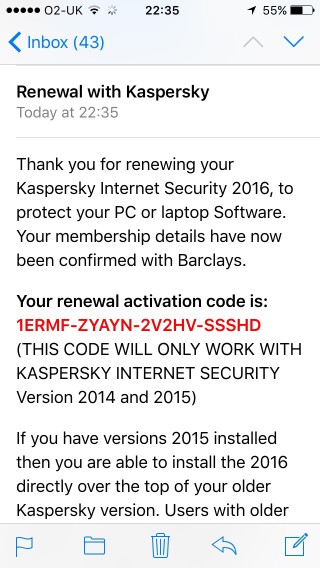 O2-UK 22:35 55%
Inbox (43)
Renewal with Kaspersky
Today at 22:35
Thank you for renewing your
Kaspersky Internet Security 2016, to
protect your PC or laptop Software.
Your membership details have now
been confirmed with Barclays.
Your renewal activation code is:
1ERMF-ZYAYN-2V2HV-SSSHD
(THIS CODE WILL ONLY WORK WITH
KASPERSKY INTERNET SECURITY
Version 2014 and 2015)
If you have versions 2015 installed
then you are able to install the 2016
directly over the top of your older
Kaspersky version. Users with older